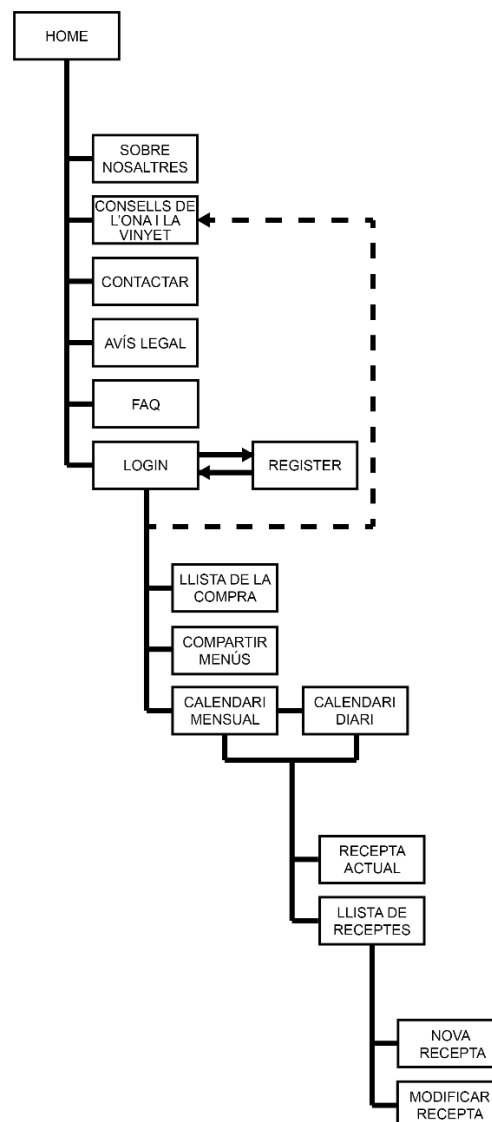 HOME
SOBRE
NOSALTRES
CONSELLS DE
L'ONA I LA
VINYET
CONTACTAR
AVÍS LEGAL
FAQ
LOGIN
REGISTER
LLISTA DE LA
COMPRA
COMPARTIR
MENÚS
CALENDARI
MENSUAL
CALENDARI
DIARI
RECEPTA
ACTUAL
LLISTA DE
RECEPTES
NOVA
RECEPTA
MODIFICAR
RECEPTA